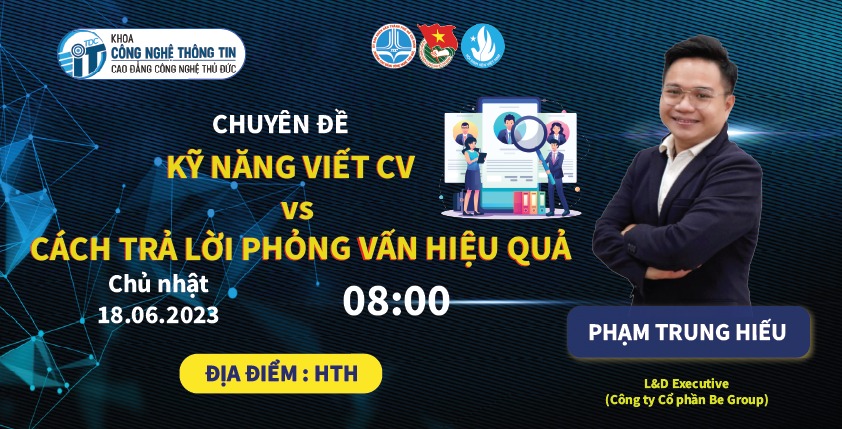 TDC
iT
KHOA
CÔNG NGHỆ THÔNG TIN
CAO ĐẲNG CÔNG NGHỆ THỦ ĐỨC
CHUYÊN ĐỀ
KỸ NĂNG VIẾT CV
vs
CÁCH TRẢ LỜI PHỎNG VẤN HIỆU QUẢ
Chủ nhật
18.06.2023
08:00
ĐỊA ĐIỂM : HTH
PHẠM TRUNG HIẾU
L&D Executive
(Công ty Cổ phần Be Group)